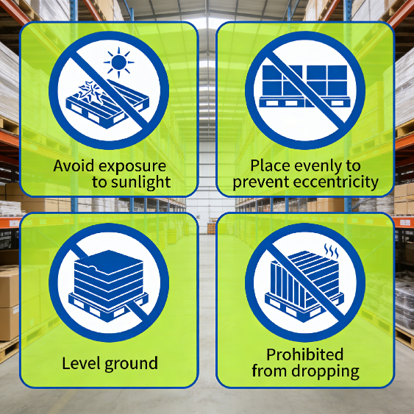 Avoid exposure
to sunlight
Place evenly to
prevent eccentricity
Level ground
Prohibited
from dropping